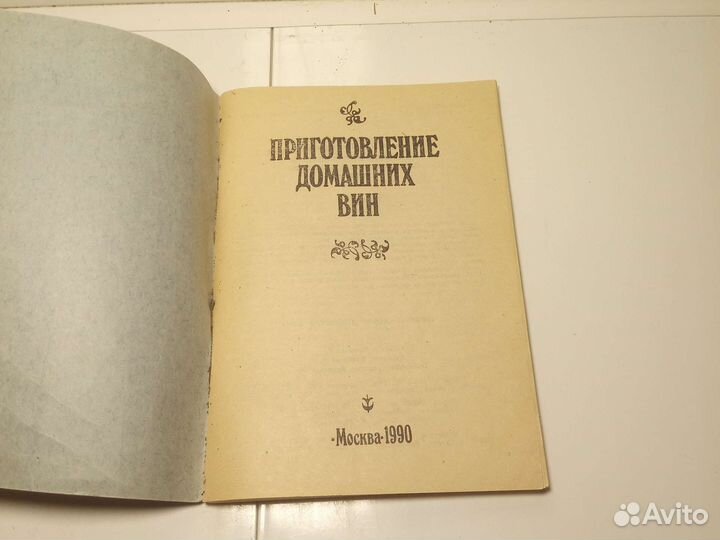 ПРИГОТОВЛЕНИЕ
ДОМАШНИХ
ВИН
·Москва·1990
Avito